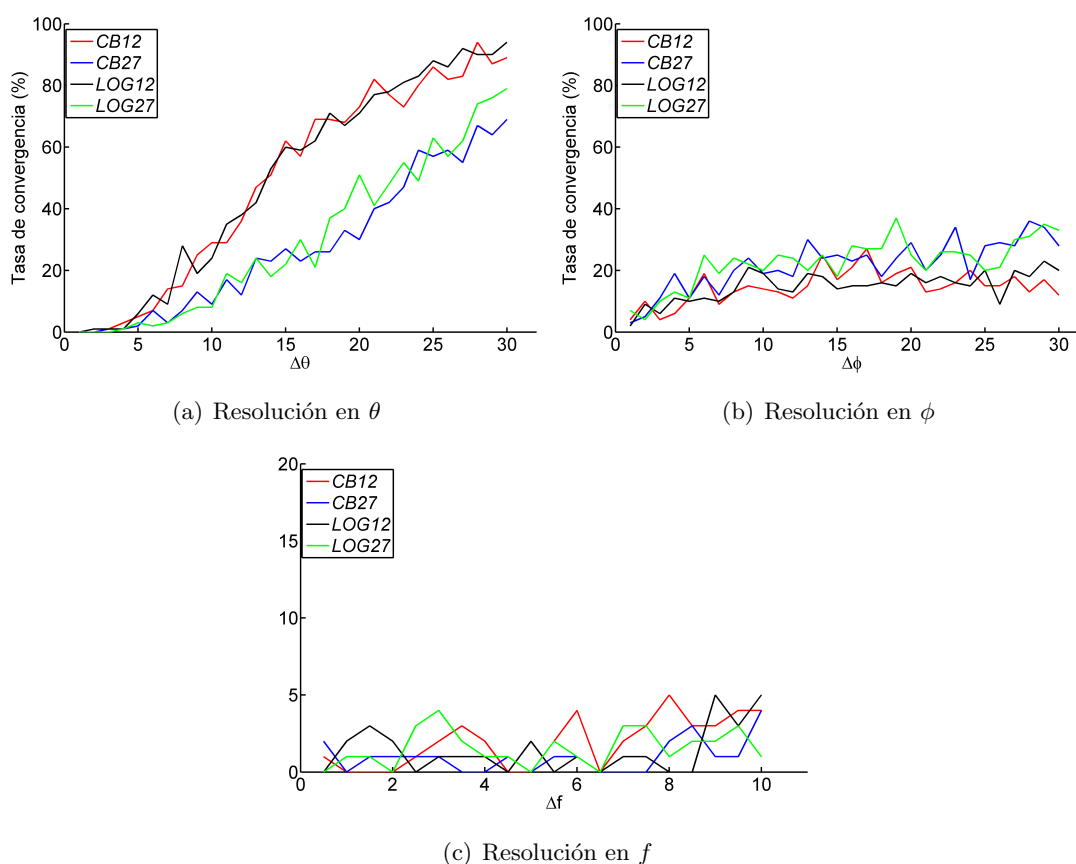 Tasa de convergencia (%)
100
80
60
40
20
0
CB12
CB27
LOG12
LOG27
0 5 10 15 20 25 30
Δθ
(a) Resolución en θ
Tasa de convergencia (%)
100
80
60
40
20
0
CB12
CB27
LOG12
LOG27
0 5 10 15 20 25 30
Δϕ
(b) Resolución en ϕ
20
15
10
5
0
CB12
CB27
LOG12
LOG27
0 2 4 6 8 10
Δf
(c) Resolución en f